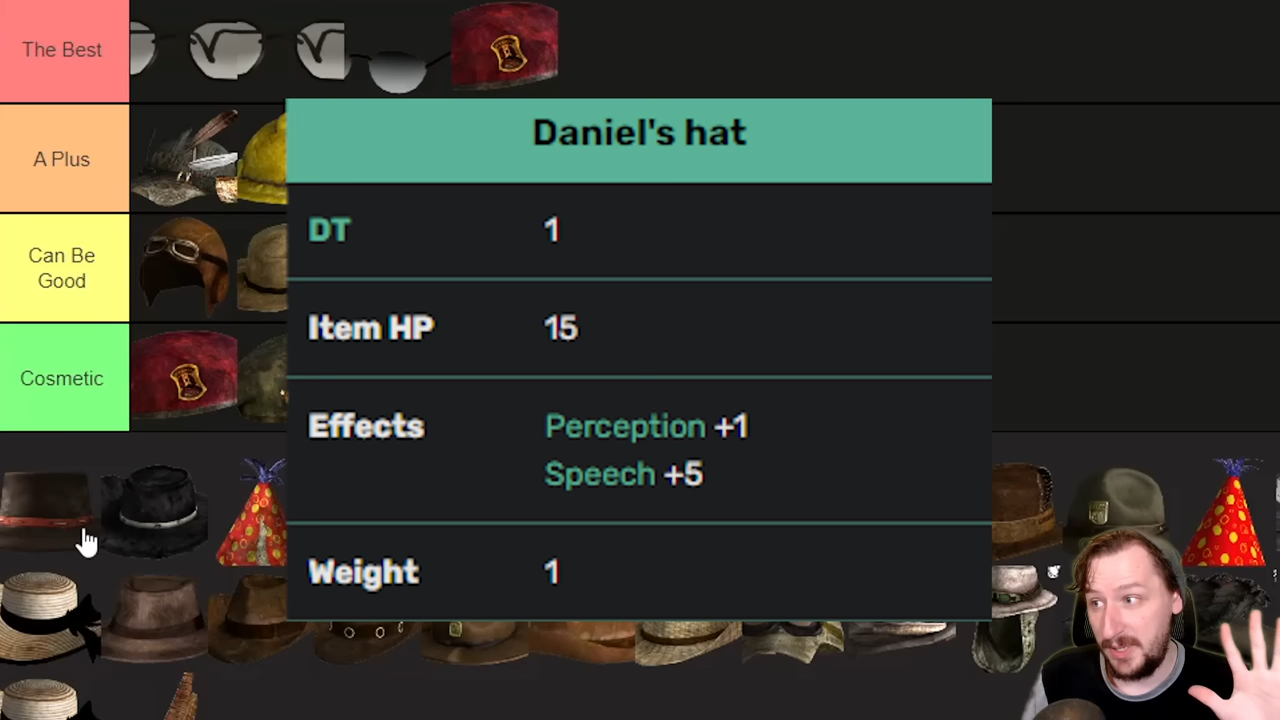 The Best
A Plus
Can Be
Good
Cosmetic
Daniel's hat
DT 1
Item HP 15
Effects Perception +1
Speech +5
Weight 1